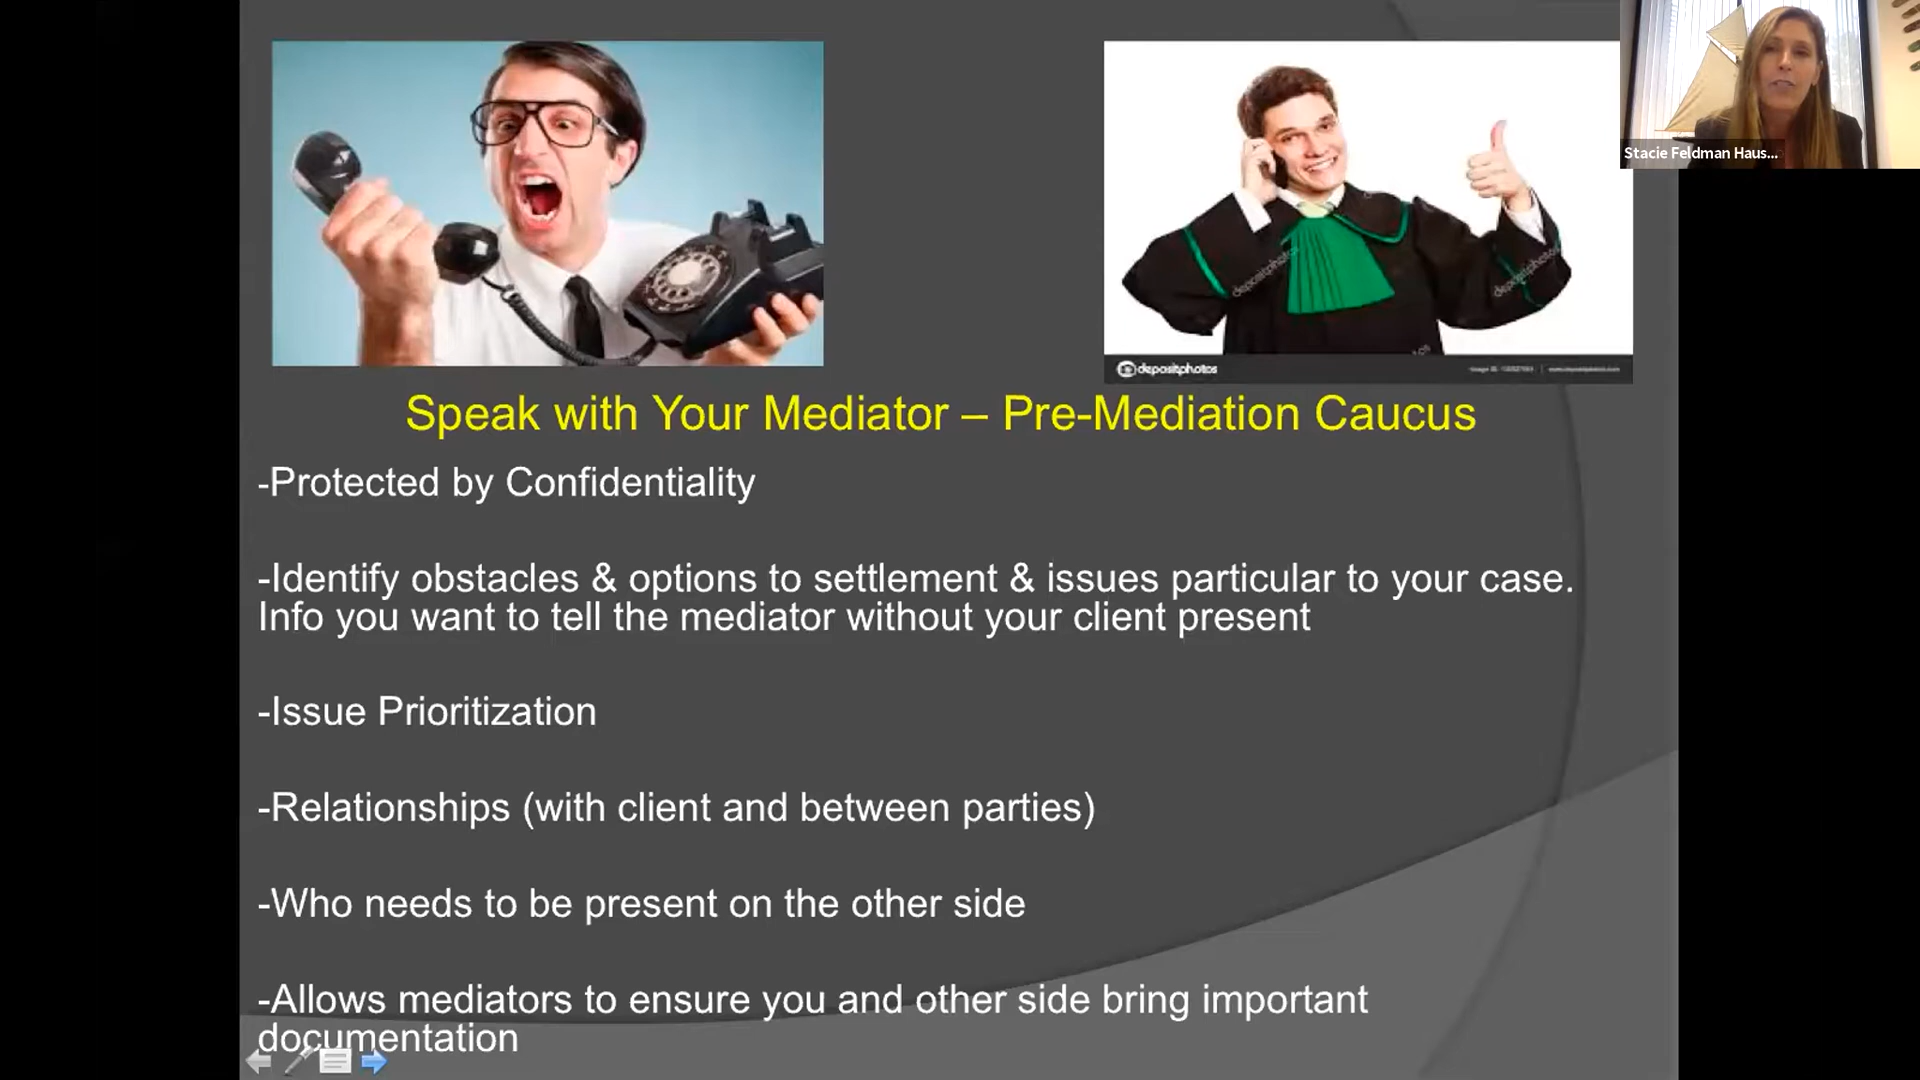 Stacie Feldman Haus...
depositphotos
depositphotos
depositphotos
Speak with Your Mediator – Pre-Mediation Caucus
-Protected by Confidentiality
-Identify obstacles & options to settlement & issues particular to your case.
Info you want to tell the mediator without your client present
-Issue Prioritization
-Relationships (with client and between parties)
-Who needs to be present on the other side
-Allows mediators to ensure you and other side bring important
documentation